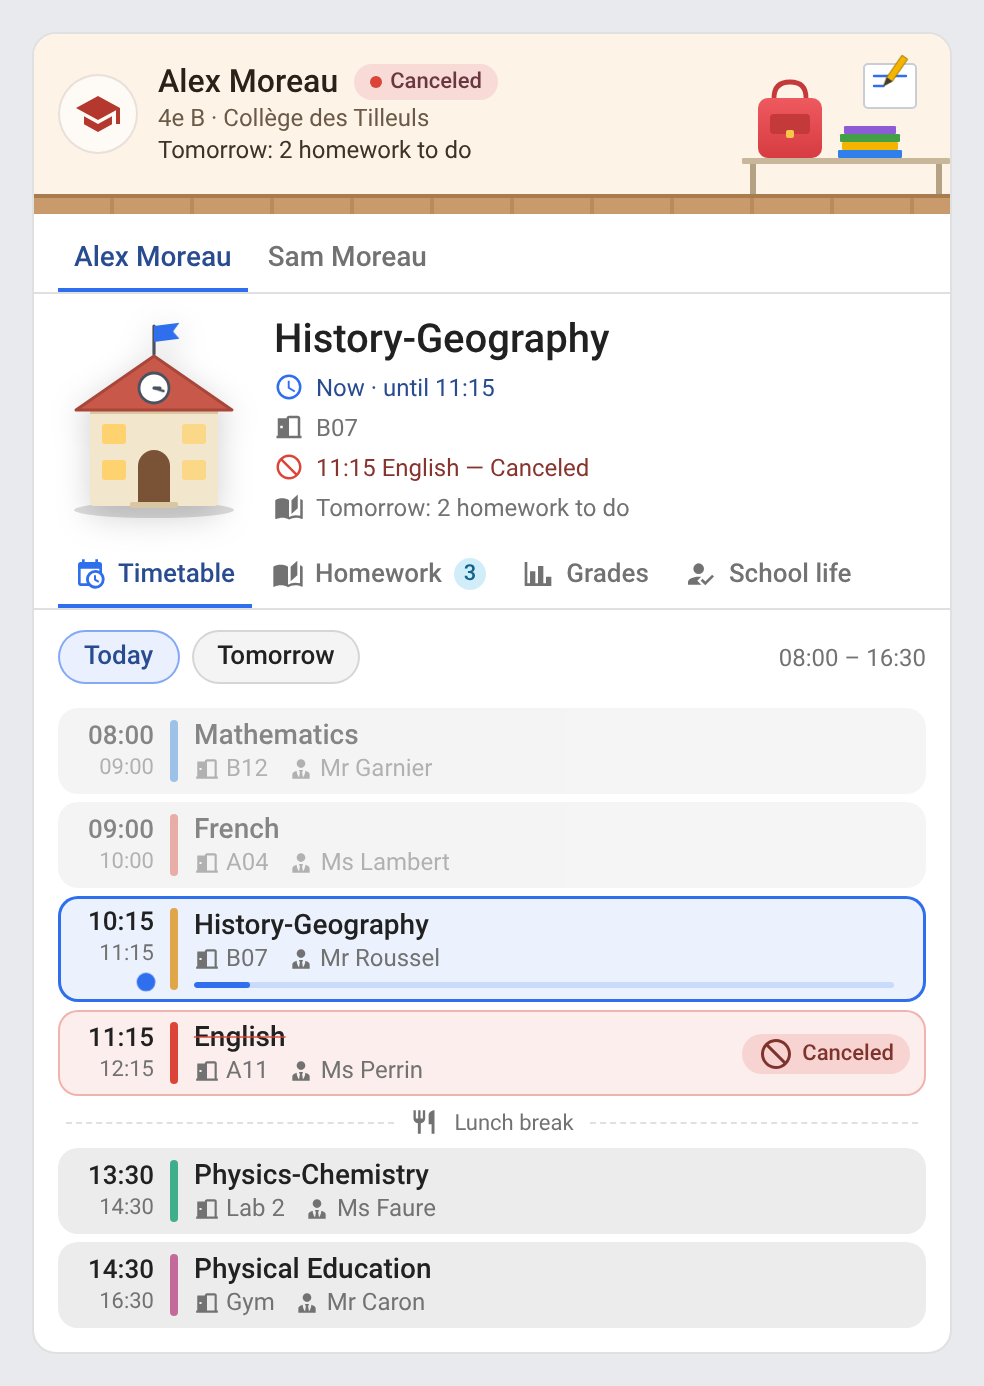 Alex Moreau Canceled
4e B · Collège des Tilleuls
Tomorrow: 2 homework to do
Alex Moreau Sam Moreau
History-Geography
Now · until 11:15
B07
11:15 English — Canceled
Tomorrow: 2 homework to do
Timetable Homework 3 Grades School life
Today Tomorrow 08:00 – 16:30
08:00 Mathematics
09:00 B12 Mr Garnier
09:00 French
10:00 A04 Ms Lambert
10:15 History-Geography
11:15 B07 Mr Roussel
11:15 English Canceled
12:15 A11 Ms Perrin
Lunch break
13:30 Physics-Chemistry
14:30 Lab 2 Ms Faure
14:30 Physical Education
16:30 Gym Mr Caron